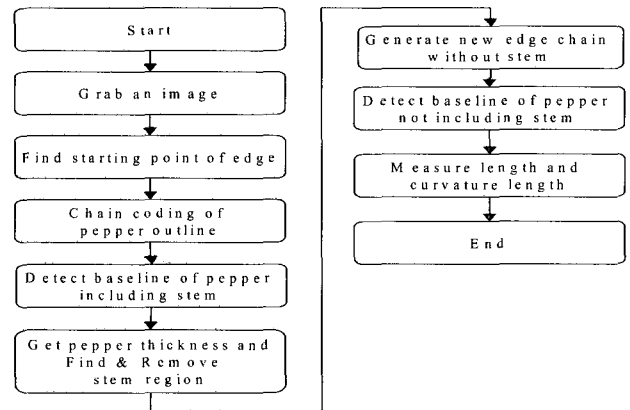 Start
Grab an image
Find starting point of edge
Chain coding of
pepper outline
Detect baseline of pepper
including stem
Get pepper thickness and
Find & Remove
stem region
Generate new edge chain
without stem
Detect baseline of pepper
not including stem
Measure length and
curvature length
End